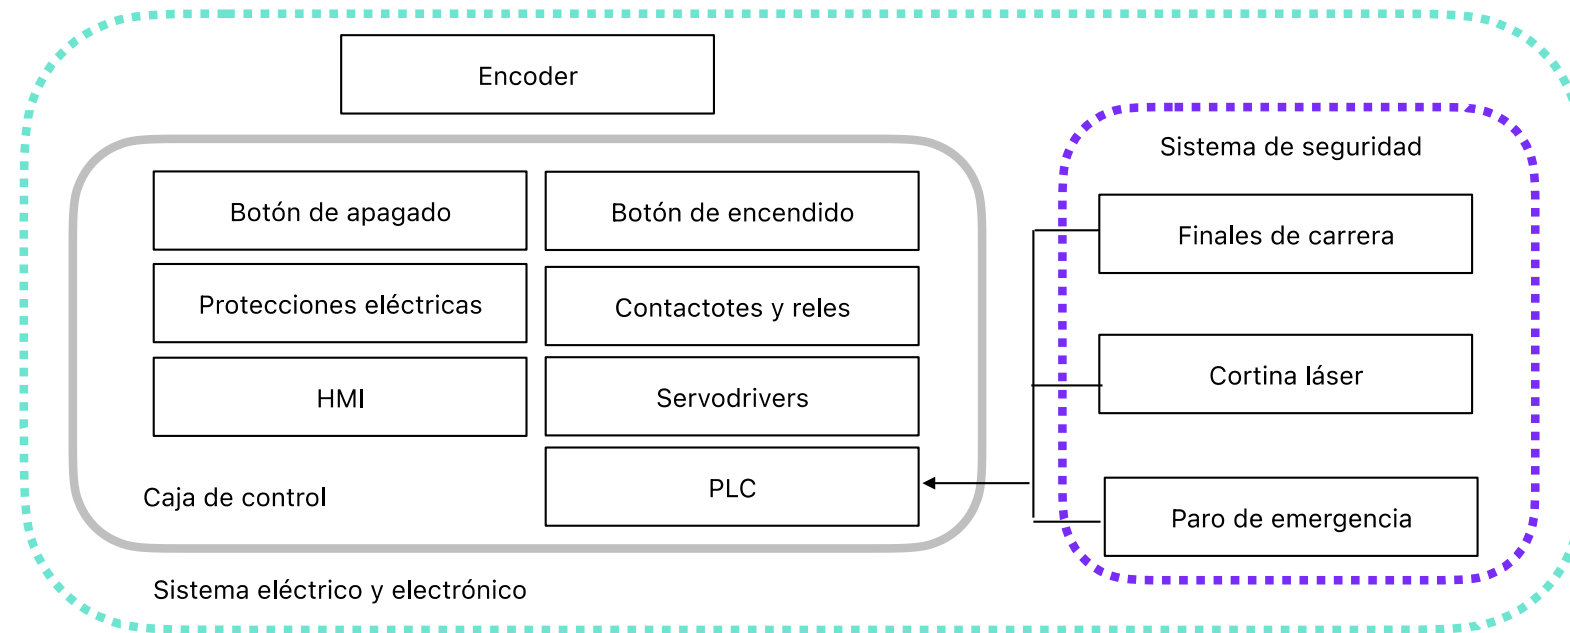 Encoder
Sistema de seguridad
Botón de apagado
Botón de encendido
Finales de carrera
Protecciones eléctricas
Contactotes y reles
HMI
Servodrivers
Cortina láser
Caja de control
PLC
Paro de emergencia
Sistema eléctrico y electrónico